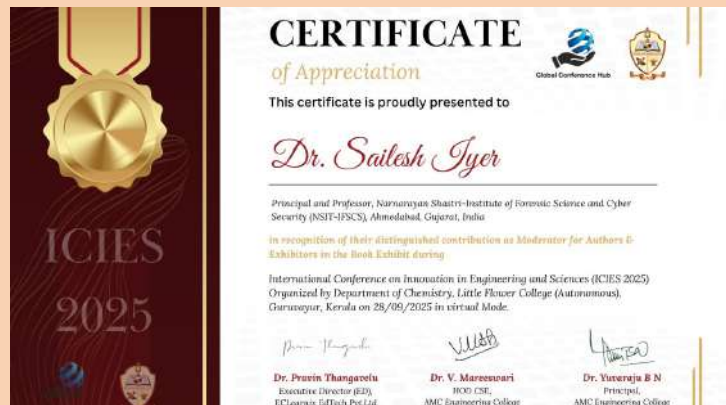 CERTIFICATE
of Appreciation
Global Conference Hub
This certificate is proudly presented to
Dr. Sailesh Iyer
Principal and Professor, Narnarayan Shastri-Institute of Forensic Science and Cyber
Security (NSIT-IFSCS), Ahmedabad, Gujarat, India
in recognition of their distinguished contribution as Moderator for Authors &
Exhibitors in the Book Exhibit during
International Conference on Innovation in Engineering and Sciences (ICIES 2025)
Organized by Department of Chemistry, Little Flower College (Autonomous),
Guruvayur, Kerala on 28/09/2025 in virtual Mode.
ICIES
2025
Dr. Pravin Thangavelu
Executive Director (ED),
ECLearnix EdTech Pvt Ltd
Dr. V. Mareeswari
HOD CSE,
AMC Engineering College
Dr. Yuvaraju B N
Principal,
AMC Engineering College